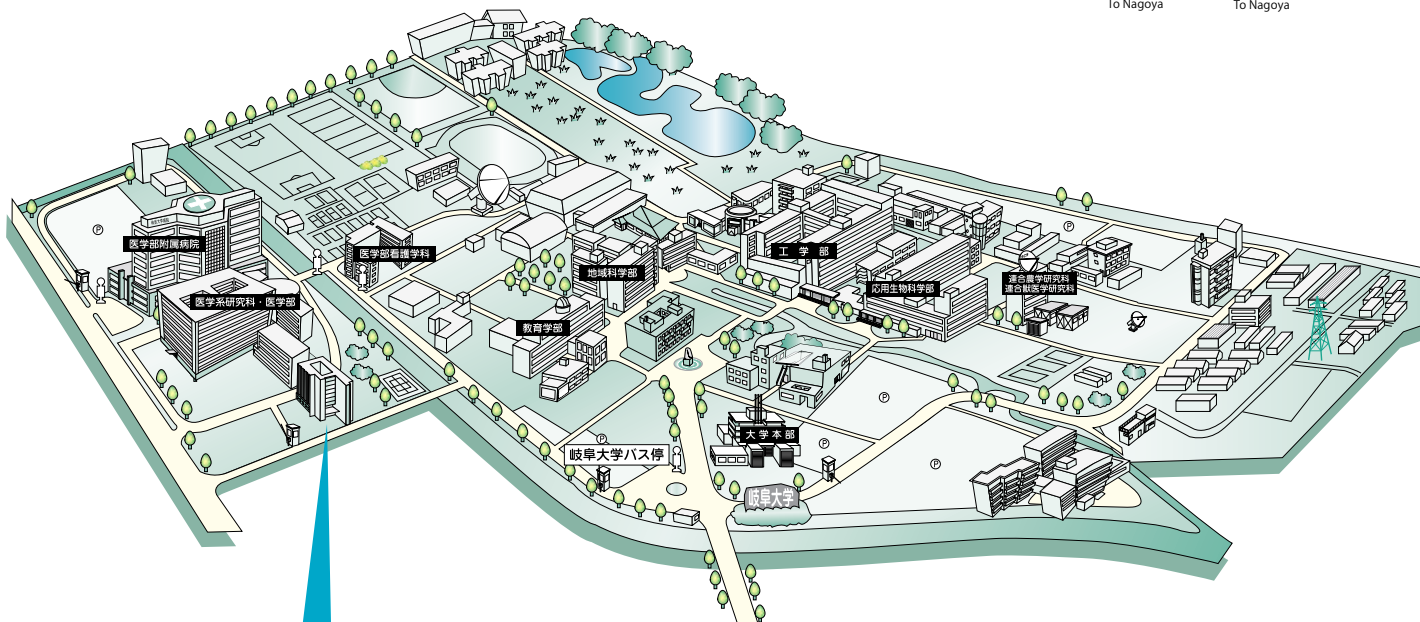 To Nagoya
To Nagoya
P
医学部附属病院
医学部看護学科
医学系研究科・医学部
地域科学部
教育学部
工学部
応用生物科学部
連合農学研究科
連合獣医学研究科
P
P
P
大学本部
P
P
岐阜大学バス停
岐阜大学